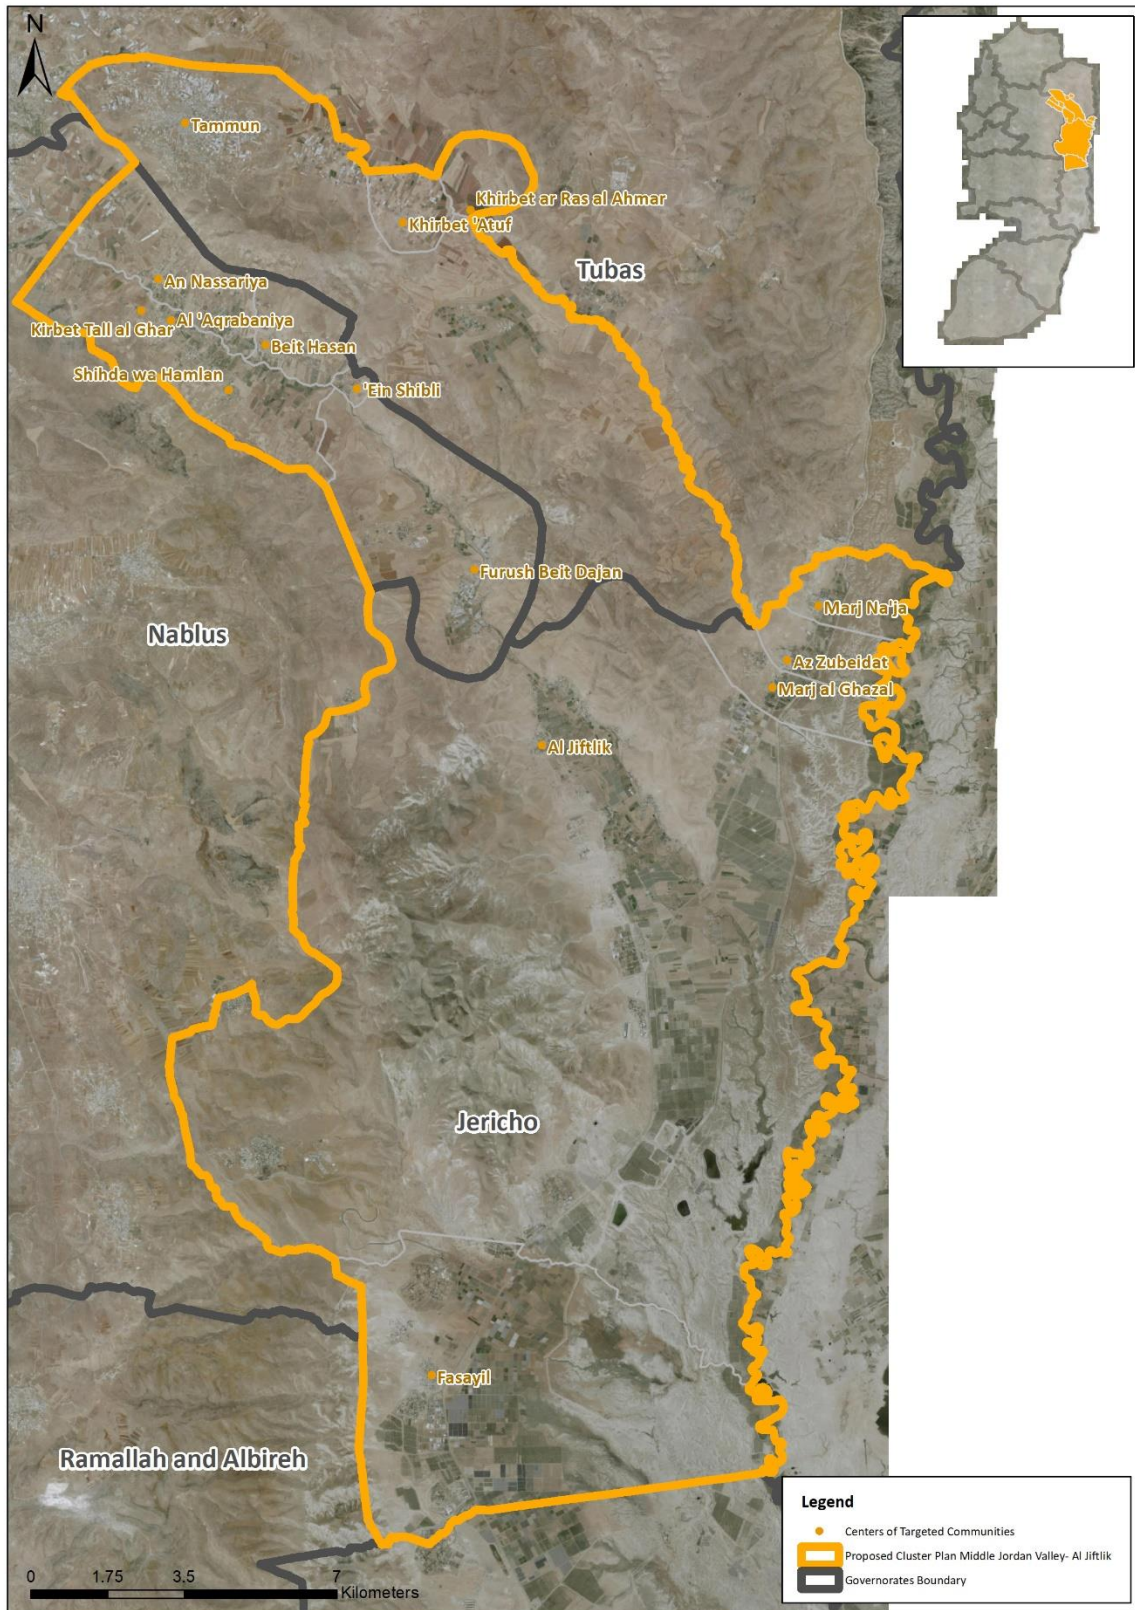 N
Tammun
Khirbet ar Ras al Ahmar
Khirbet 'Atuf
Tubas
An Nassariya
Al 'Aqrabaniya
Kirbet Tall al Ghar
Beit Hasan
Shihda wa Hamlan
'Ein Shibli
Furush Beit Dajan
Marj Na'ja
Nablus
Az Zubeidat
Marj al Ghazal
Al Jiftlik
Jericho
Fasayil
Ramallah and Albireh
Legend
Centers of Targeted Communities
Proposed Cluster Plan Middle Jordan Valley- Al Jiftlik
Governorates Boundary
0 1.75 3.5 7
Kilometers